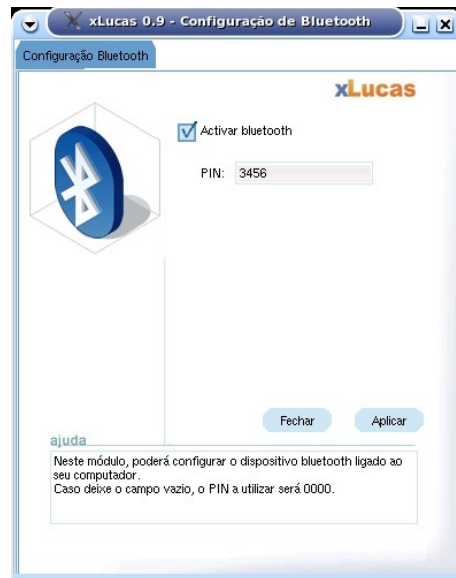 xLucas 0.9 - Configuração de Bluetooth
Configuração Bluetooth
xLucas
Activar bluetooth
PIN: 3456
Fechar Aplicar
ajuda
Neste módulo, poderá configurar o dispositivo bluetooth ligado ao
seu computador.
Caso deixe o campo vazio, o PIN a utilizar será 0000.